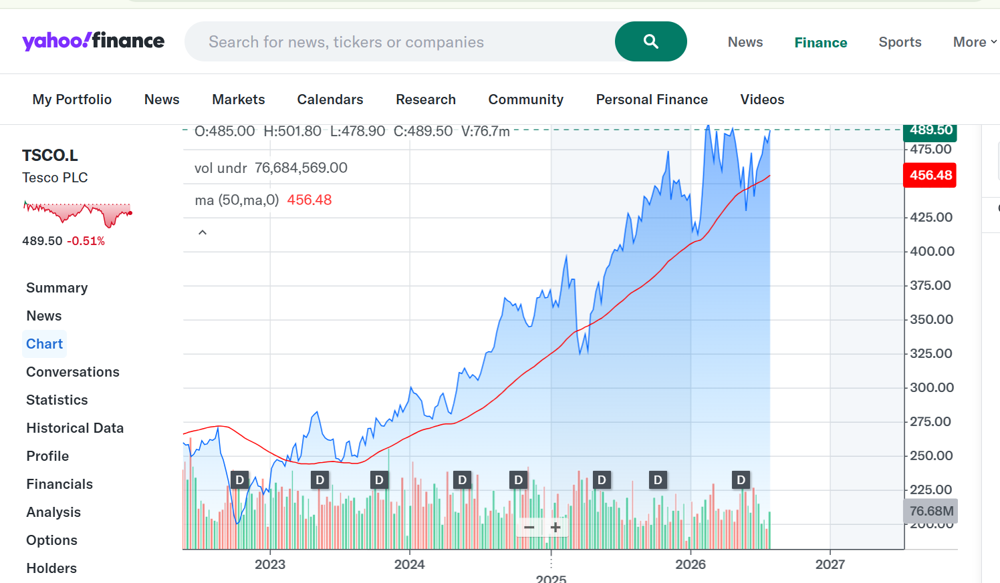 yahoo!finance
Search for news, tickers or companies
News Finance Sports More
My Portfolio News Markets Calendars Research Community Personal Finance Videos
TSCO.L
Tesco PLC
489.50 -0.51%
Summary
News
Chart
Conversations
Statistics
Historical Data
Profile
Financials
Analysis
Options
Holders
O:485.00 H:501.80 L:478.90 C:489.50 V:76.7m
vol undr 76,684,569.00
ma (50,ma,0) 456.48
489.50
475.00
456.48
425.00
400.00
375.00
350.00
325.00
300.00
275.00
250.00
225.00
76.68M
200.00
D D D D D D D D
− +
2023 2024 2025 2026 2027